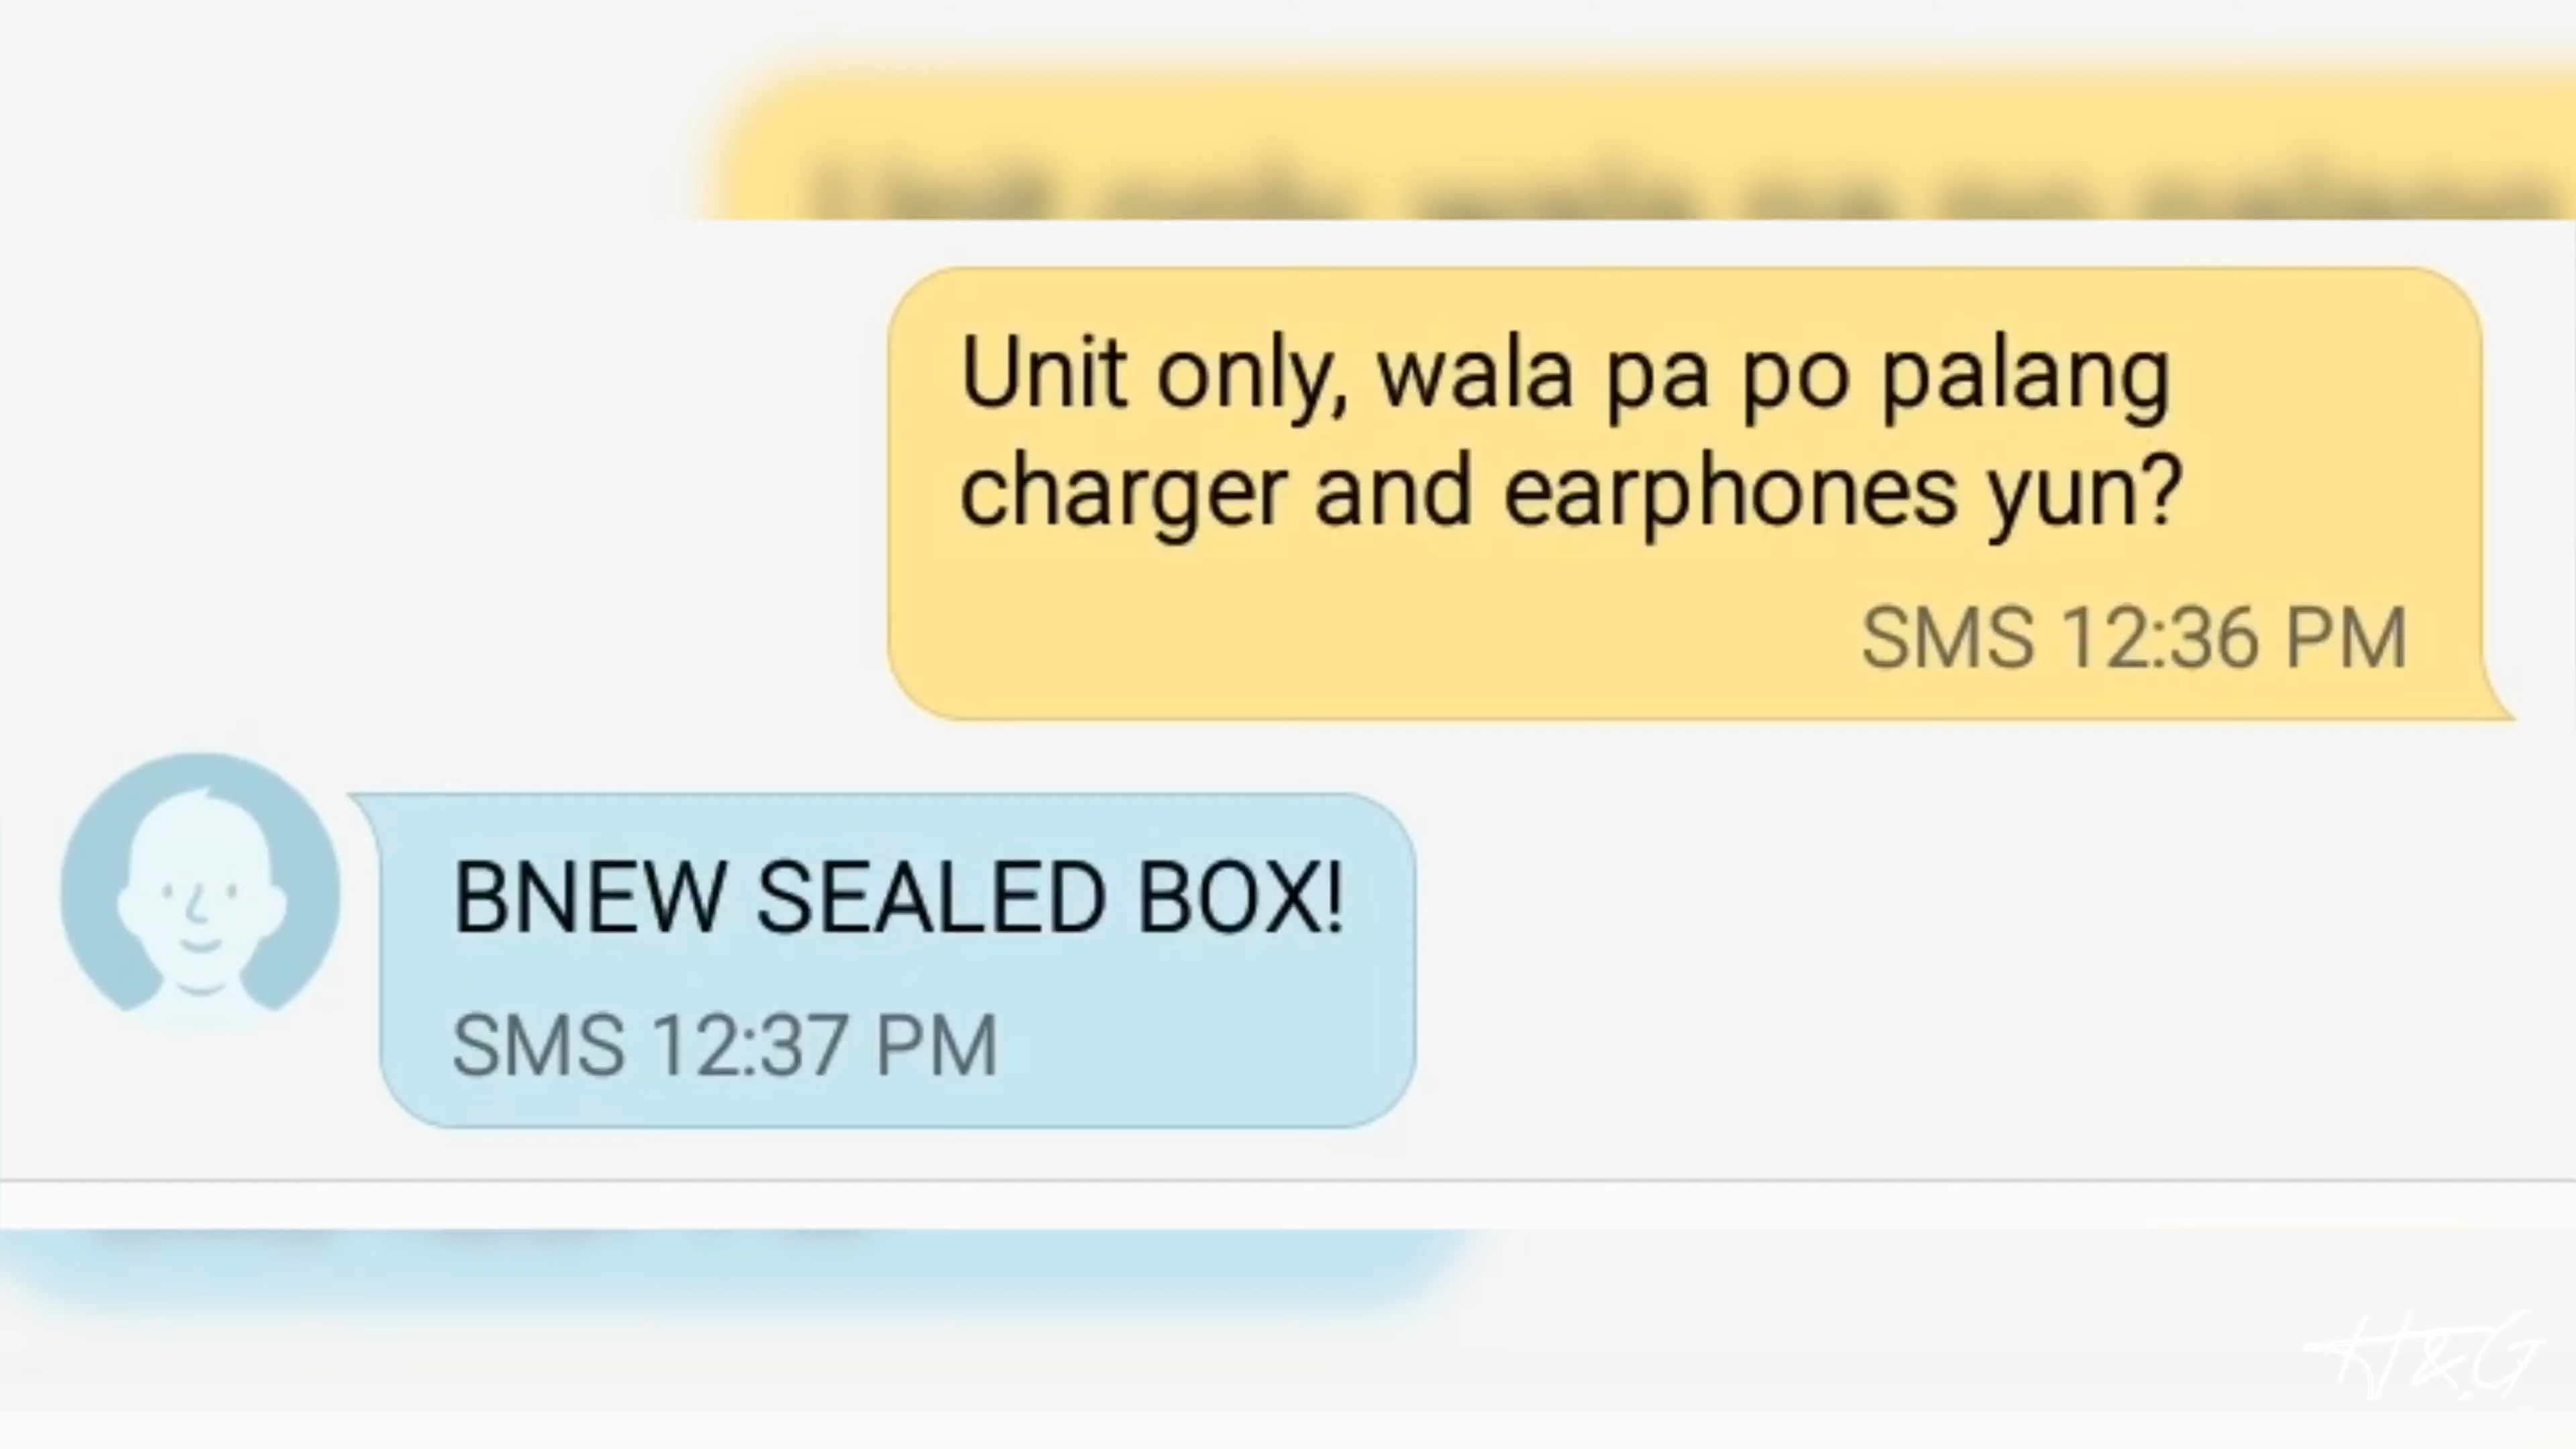 Unit only, wala pa po palang
charger and earphones yun?
SMS 12:36 PM
BNEW SEALED BOX!
SMS 12:37 PM
H&G